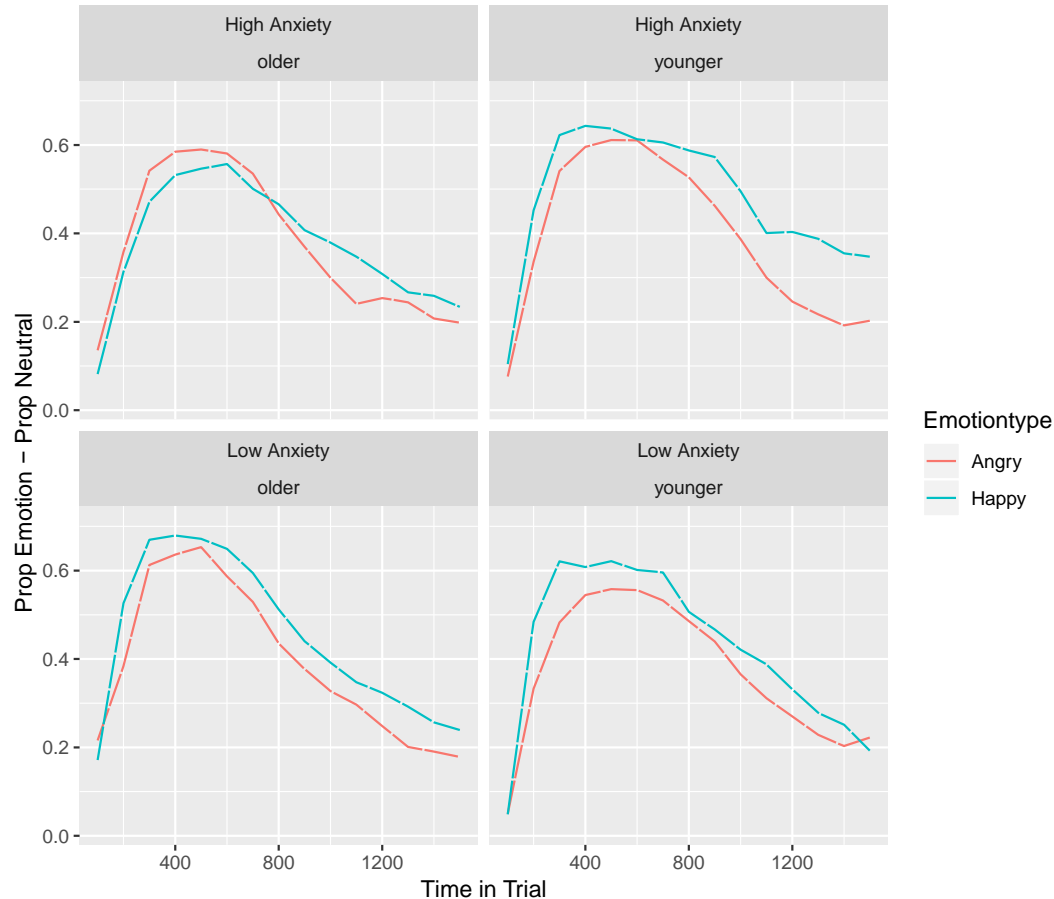 High Anxiety
older
High Anxiety
younger
0.6
0.4
0.2
0.0
Low Anxiety
older
Low Anxiety
younger
0.6
0.4
0.2
0.0
400
800
1200
400
800
1200
Time in Trial
Prop Emotion − Prop Neutral
Emotiontype
Angry
Happy